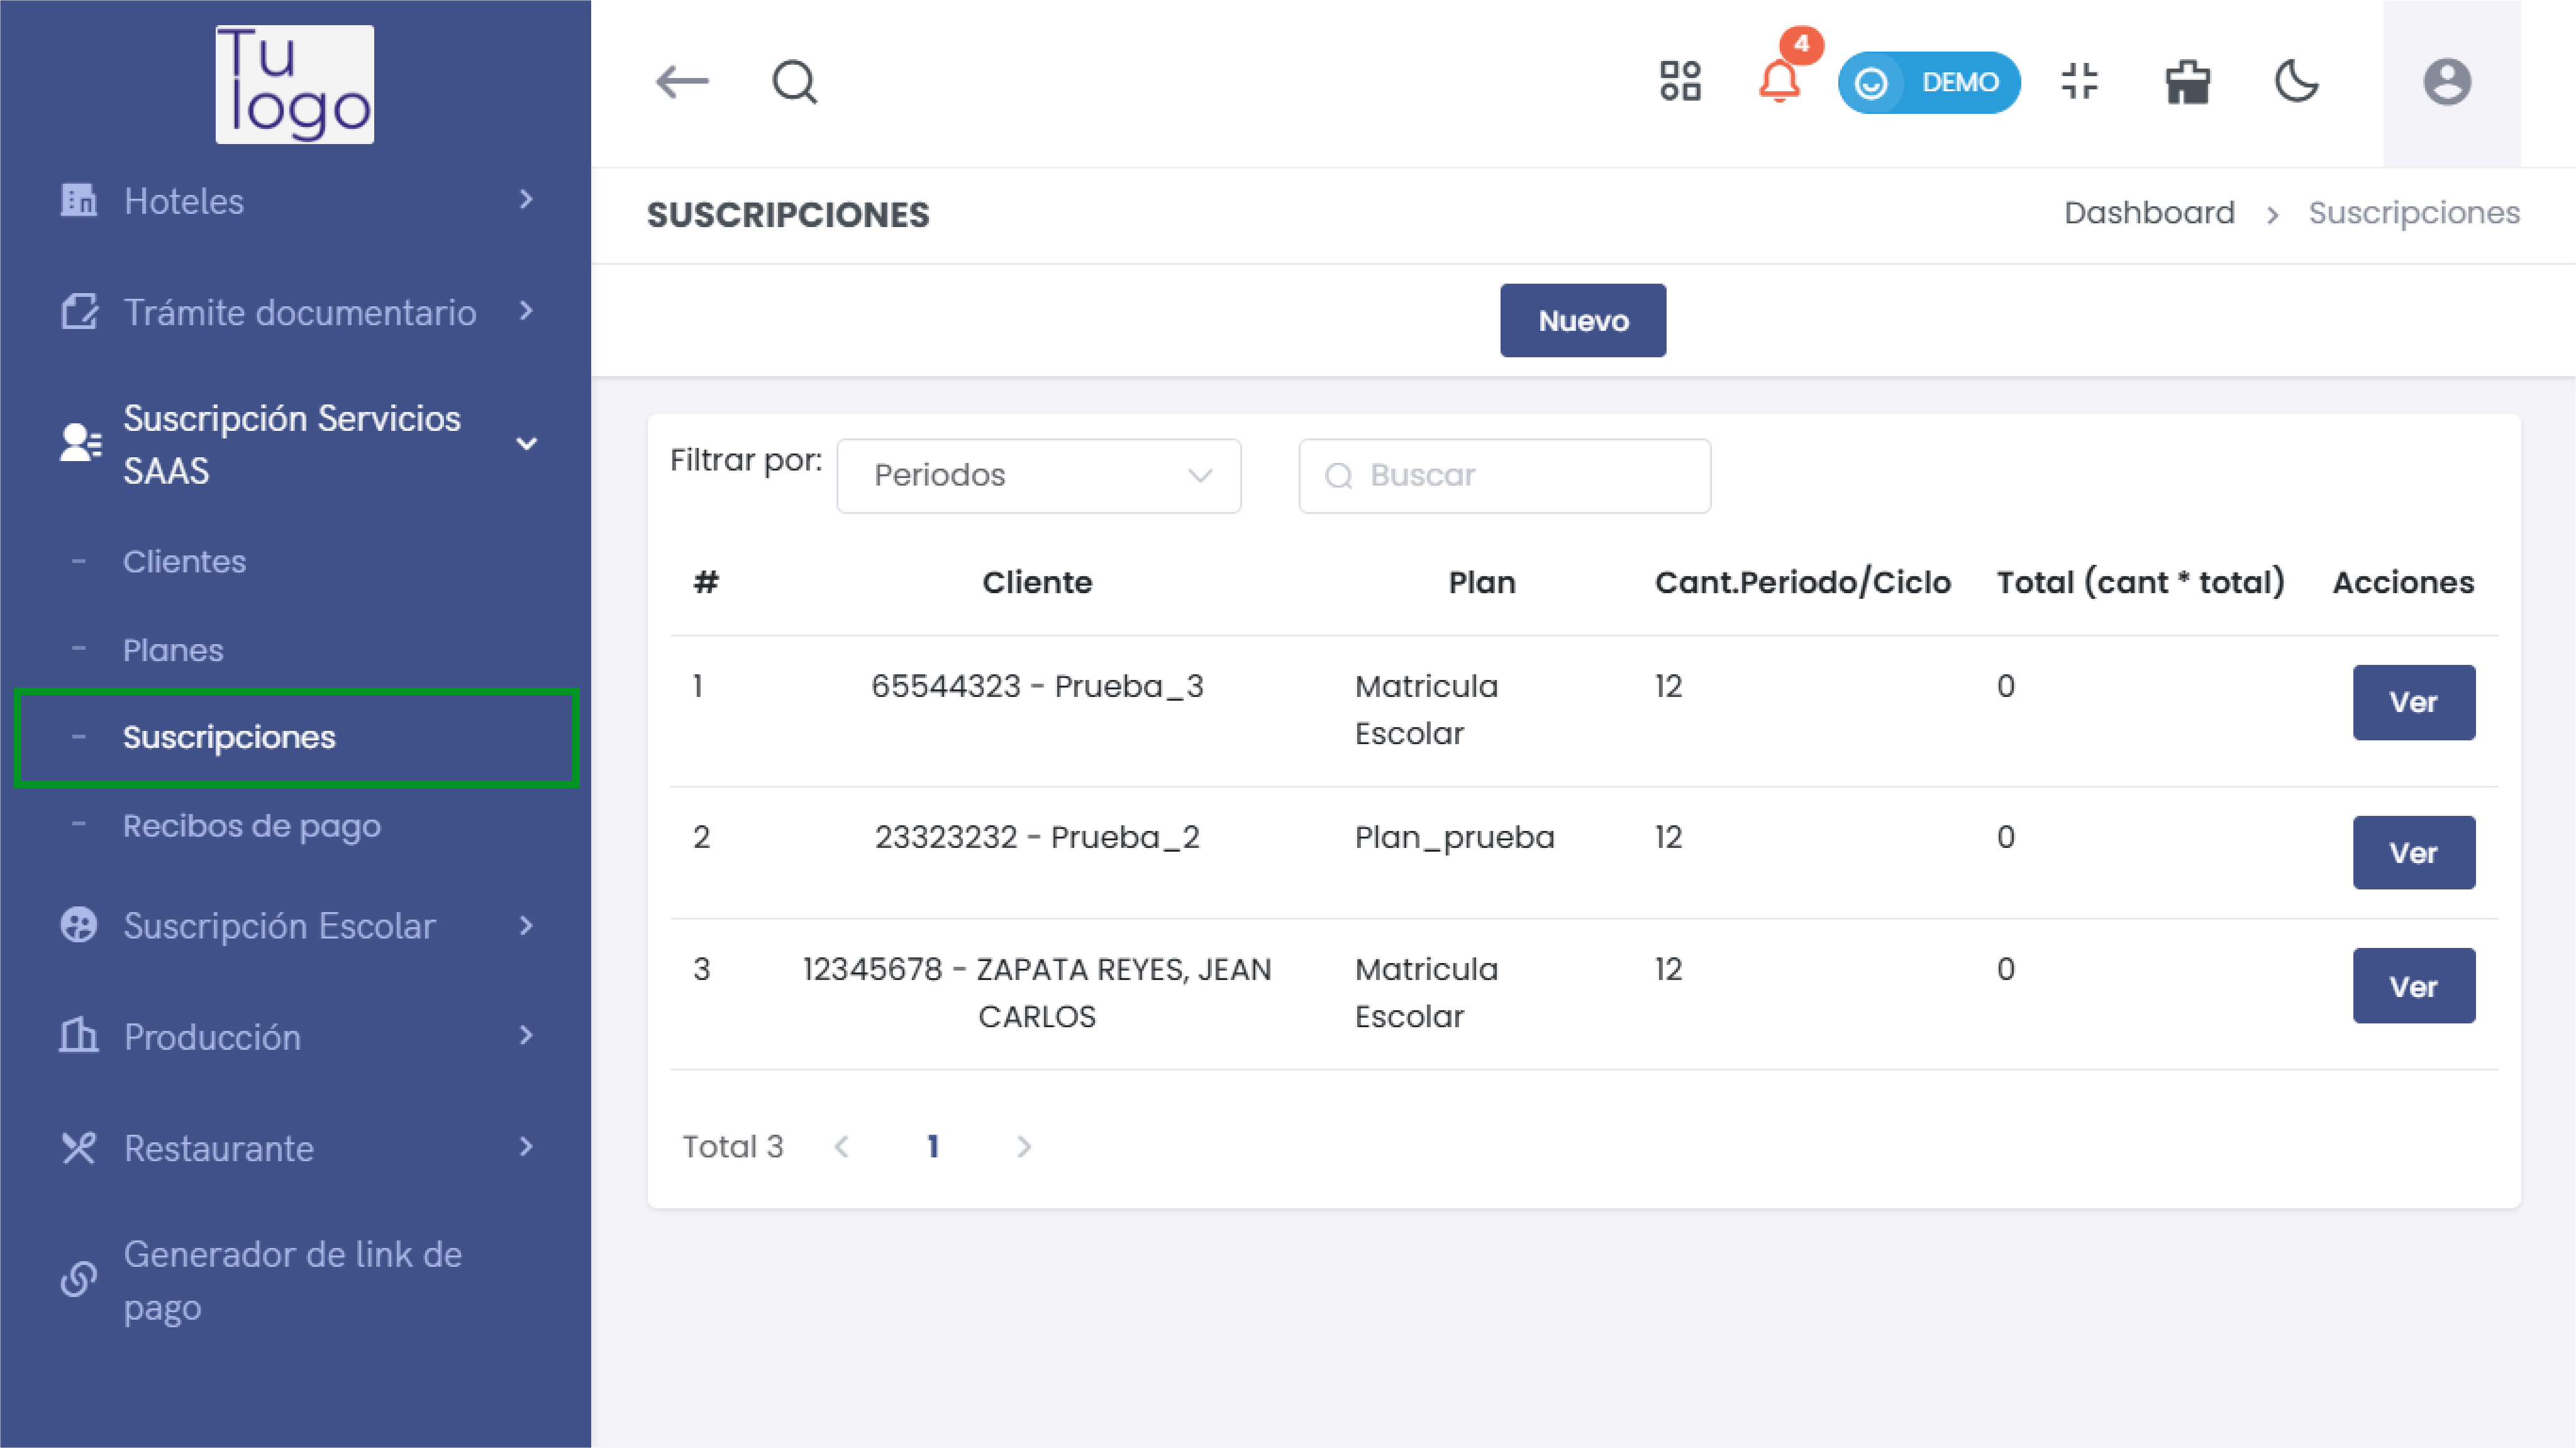 Tu
logo
Hoteles
Trámite documentario
Suscripción Servicios
SAAS
- Clientes
- Planes
- Suscripciones
- Recibos de pago
Suscripción Escolar
Producción
Restaurante
Generador de link de
pago
4
DEMO
SUSCRIPCIONES
Dashboard > Suscripciones
Nuevo
Filtrar por: Periodos Buscar
# Cliente Plan Cant.Periodo/Ciclo Total (cant * total) Acciones
1 65544323 - Prueba_3 Matricula 12 0 Ver
Escolar
2 23323232 - Prueba_2 Plan_prueba 12 0 Ver
3 12345678 - ZAPATA REYES, JEAN Matricula 12 0 Ver
CARLOS Escolar
Total 3 < 1 >